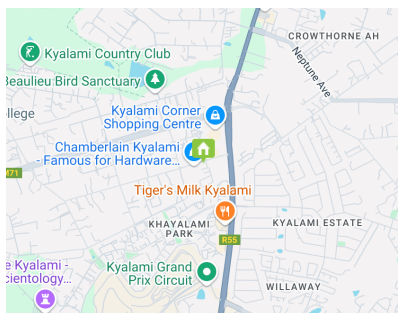 CROWTHORNE AH
Kyalami Country Club
Neptune Ave
Beaulieu Bird Sanctuary
Kyalami Corner
Shopping Centre
llege
Chamberlain Kyalami
- Famous for Hardware...
M71
Tiger's Milk Kyalami
KHAYALAMI
PARK
KYALAMI ESTATE
R55
e Kyalami -
cientology...
Kyalami Grand
Prix Circuit
WILLAWAY